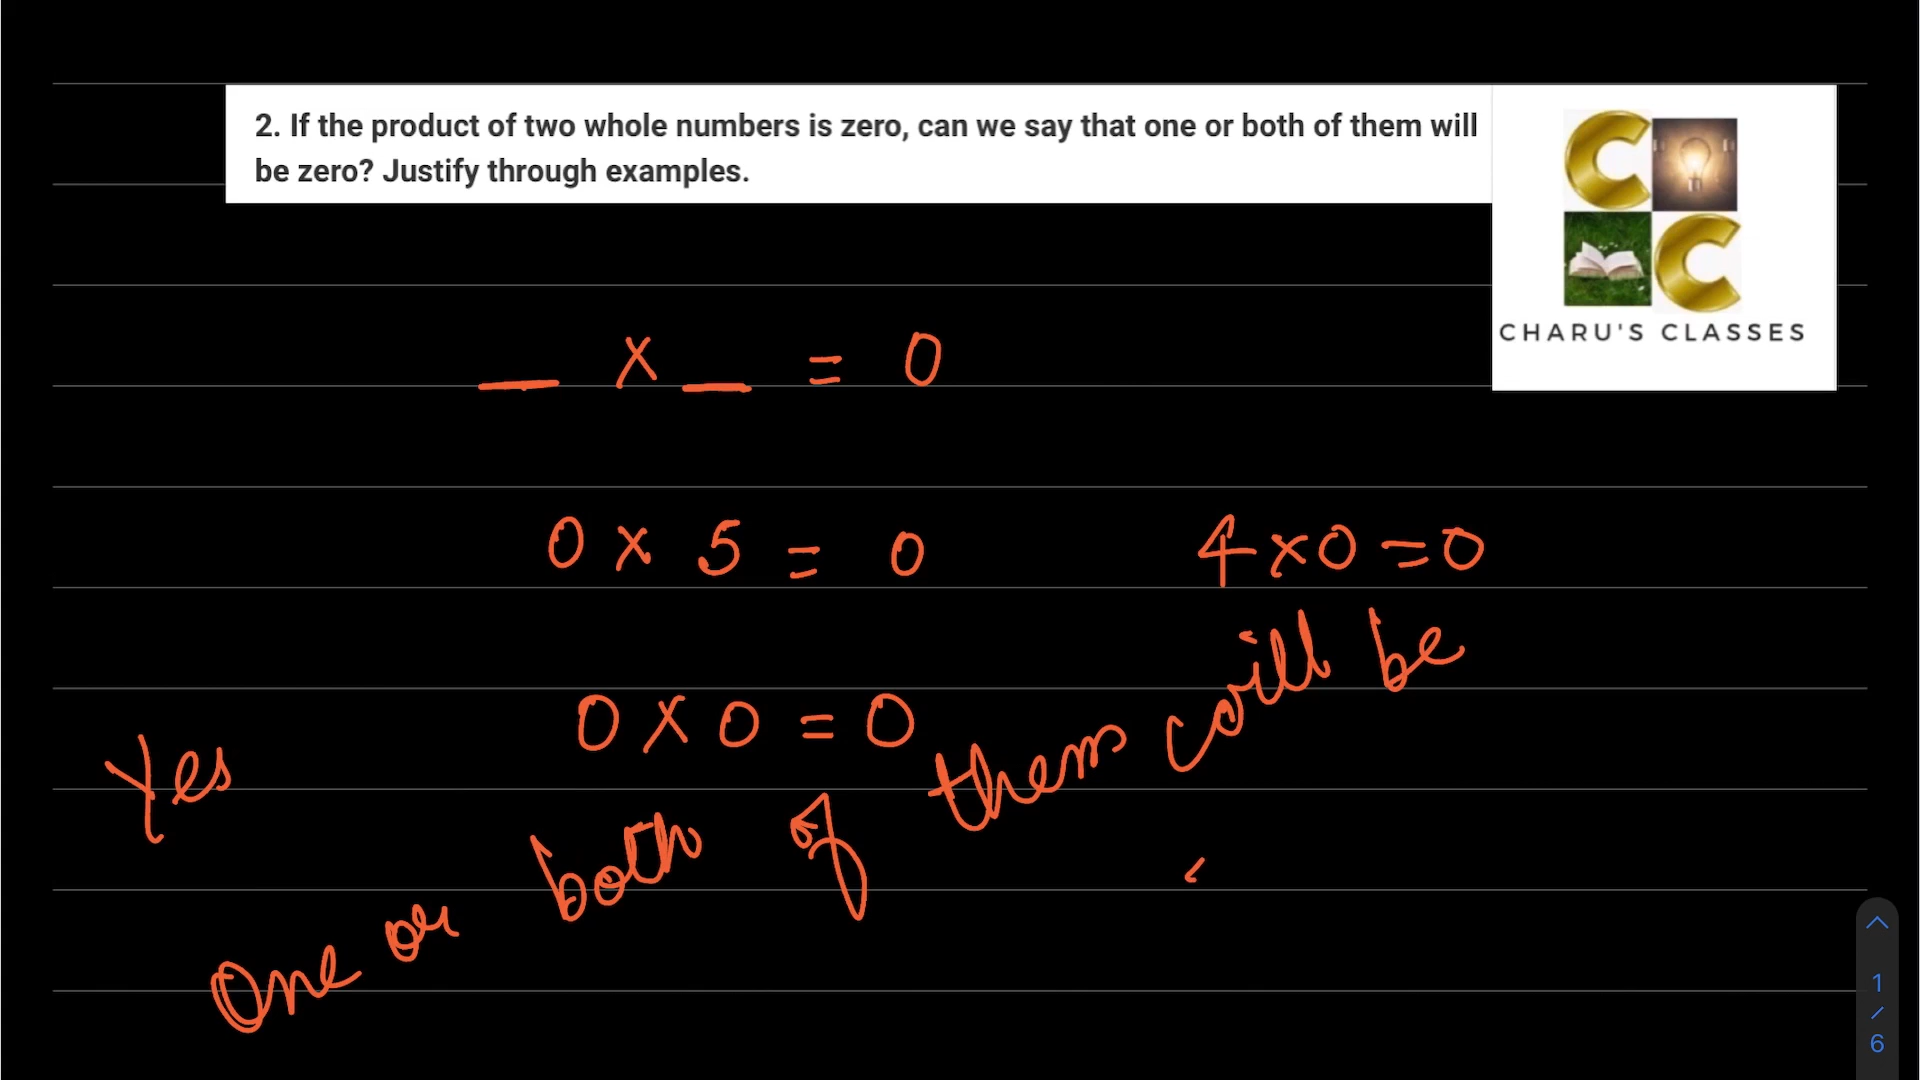 2. If the product of two whole numbers is zero, can we say that one or both of them will
be zero? Justify through examples.
CHARU'S CLASSES
_ × _ = 0
0 × 5 = 0
4 × 0 = 0
0 × 0 = 0
Yes
One or both of them will be
1
/
6